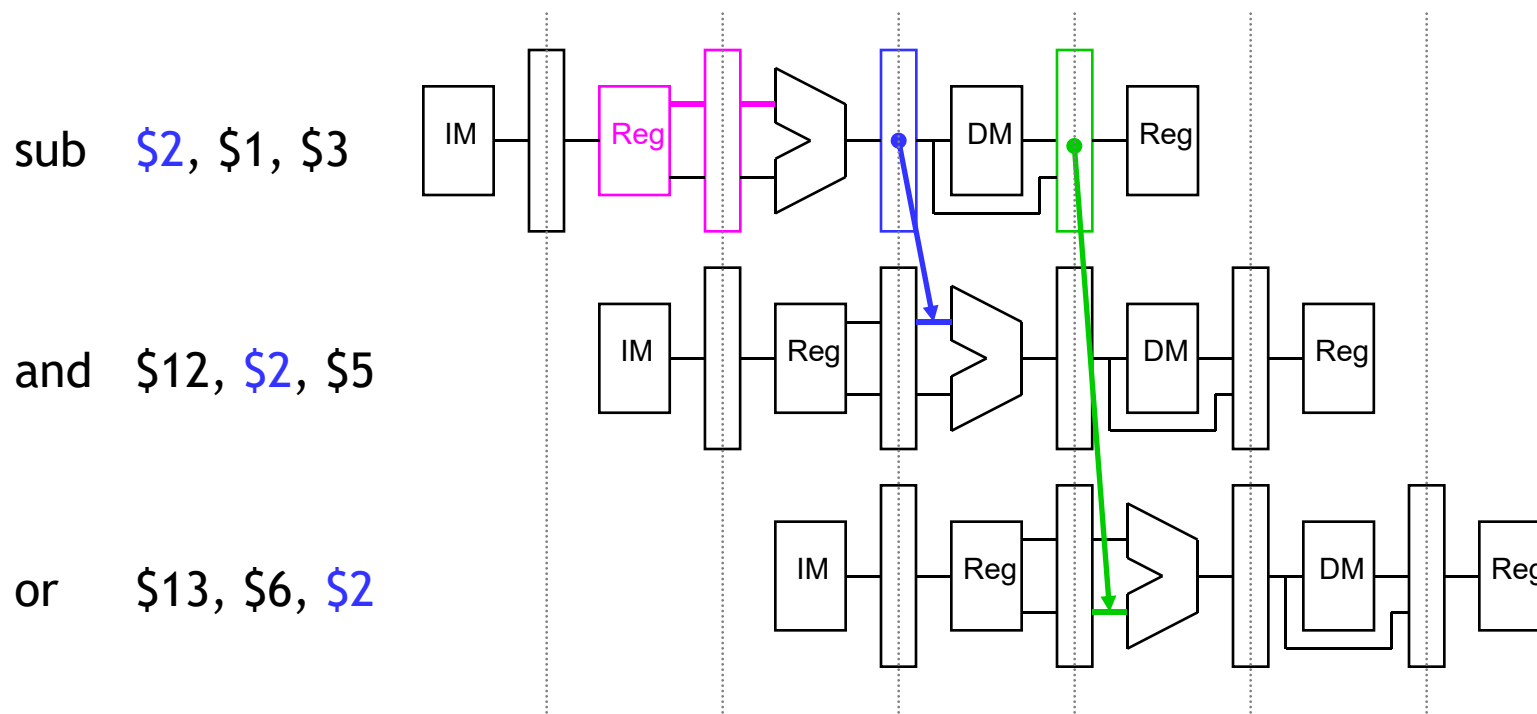 sub $2, $1, $3 IM Reg DM Reg
and $12, $2, $5 IM Reg DM Reg
or $13, $6, $2 IM Reg DM Reg